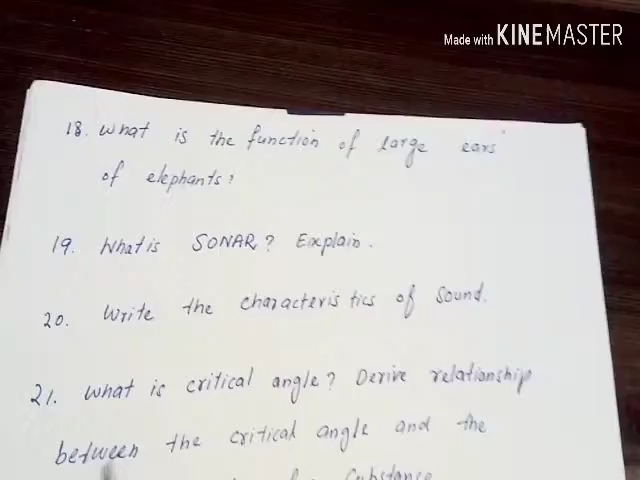 Made with KINEMASTER
18. What is the function of large ears
of elephants?
19. What is SONAR? Explain.
20. Write the characteristics of Sound.
21. What is critical angle? Derive relationship
between the critical angle and the
Substance